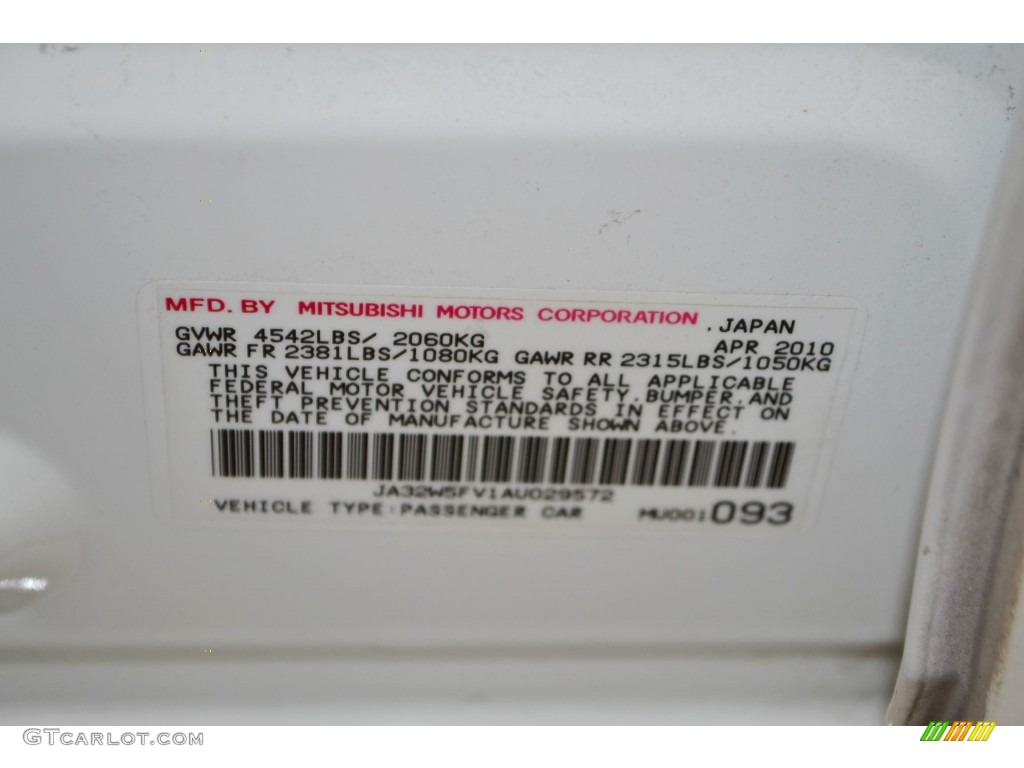 MFD. BY MITSUBISHI MOTORS CORPORATION . JAPAN
GVWR 4542LBS/ 2060KG APR 2010
GAWR FR 2381LBS/1080KG GAWR RR 2315LBS/1050KG
THIS VEHICLE CONFORMS TO ALL APPLICABLE
FEDERAL MOTOR VEHICLE SAFETY, BUMPER, AND
THEFT PREVENTION STANDARDS IN EFFECT ON
THE DATE OF MANUFACTURE SHOWN ABOVE.
JA32W5FV1AU029572
VEHICLE TYPE: PASSENGER CAR MU001 093
GTCARLOT.COM